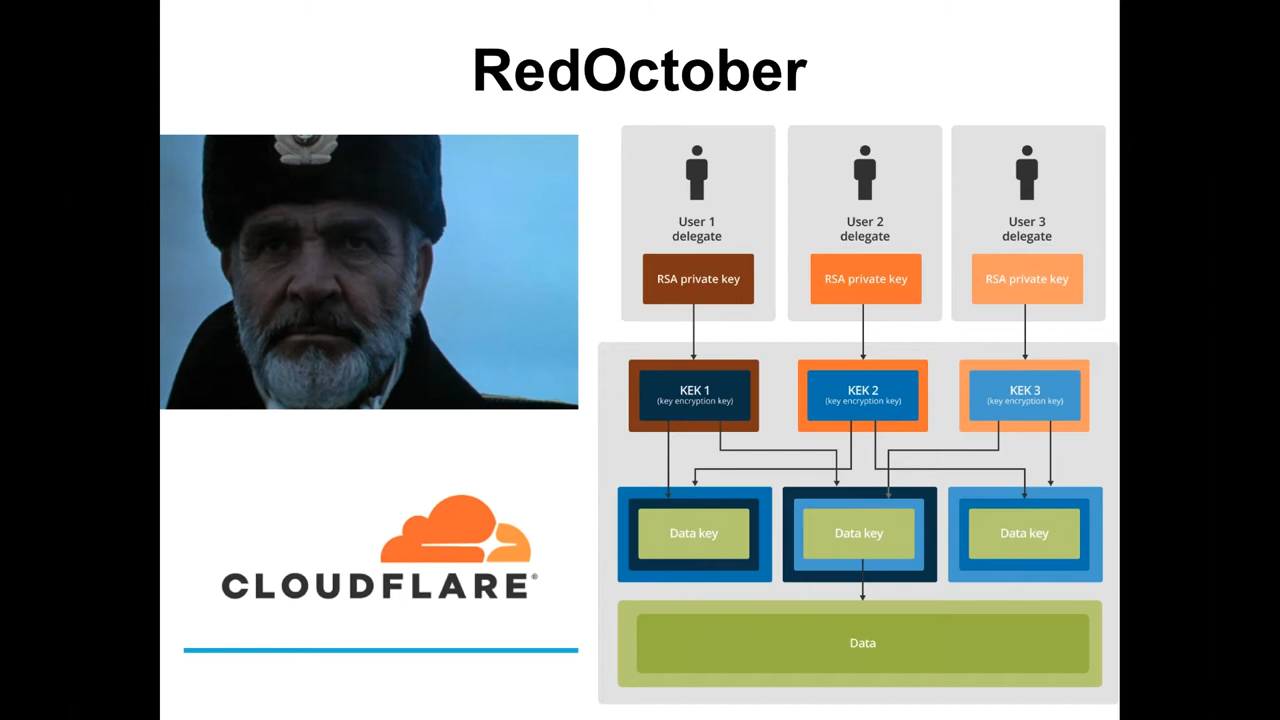 RedOctober
User 1
delegate
User 2
delegate
User 3
delegate
RSA private key
RSA private key
RSA private key
KEK 1
(key encryption key)
KEK 2
(key encryption key)
KEK 3
(key encryption key)
Data key
Data key
Data key
Data
CLOUDFLARE®